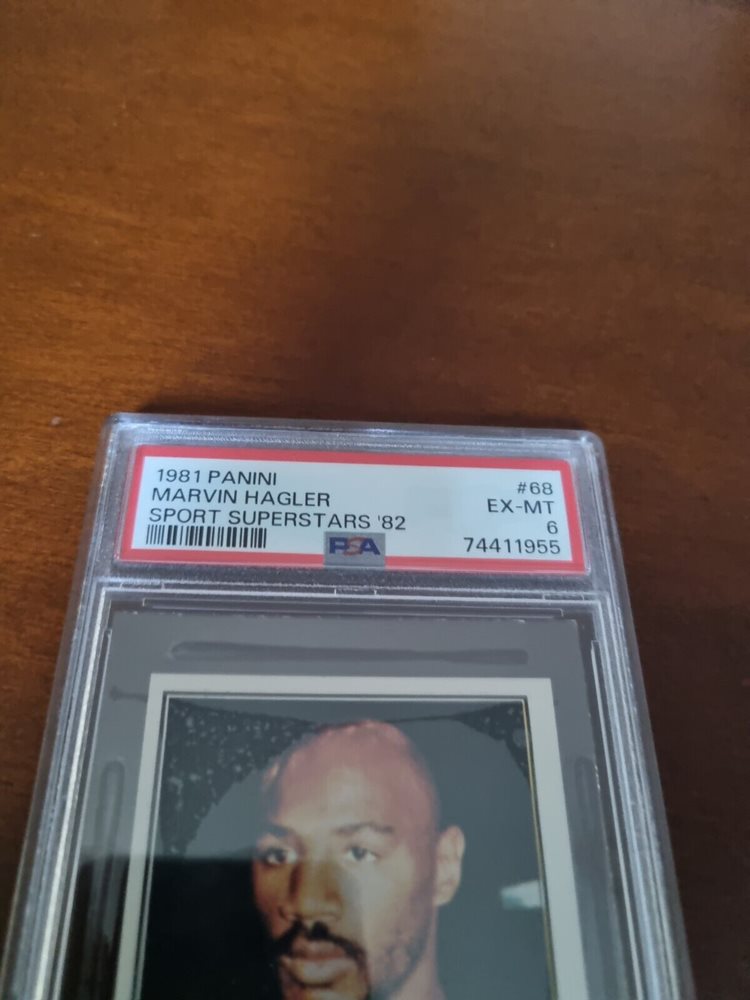 1981 PANINI #68
MARVIN HAGLER EX-MT
SPORT SUPERSTARS '82 6
PSA 74411955